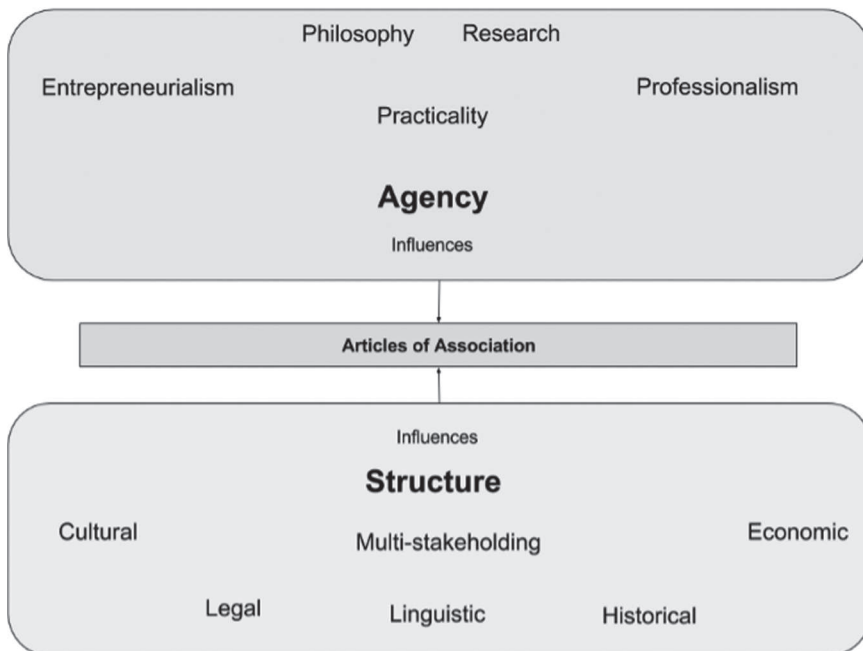 Philosophy Research
Entrepreneurialism Professionalism
Practicality
Agency
Influences
Articles of Association
Influences
Structure
Cultural Multi-stakeholding Economic
Legal Linguistic Historical